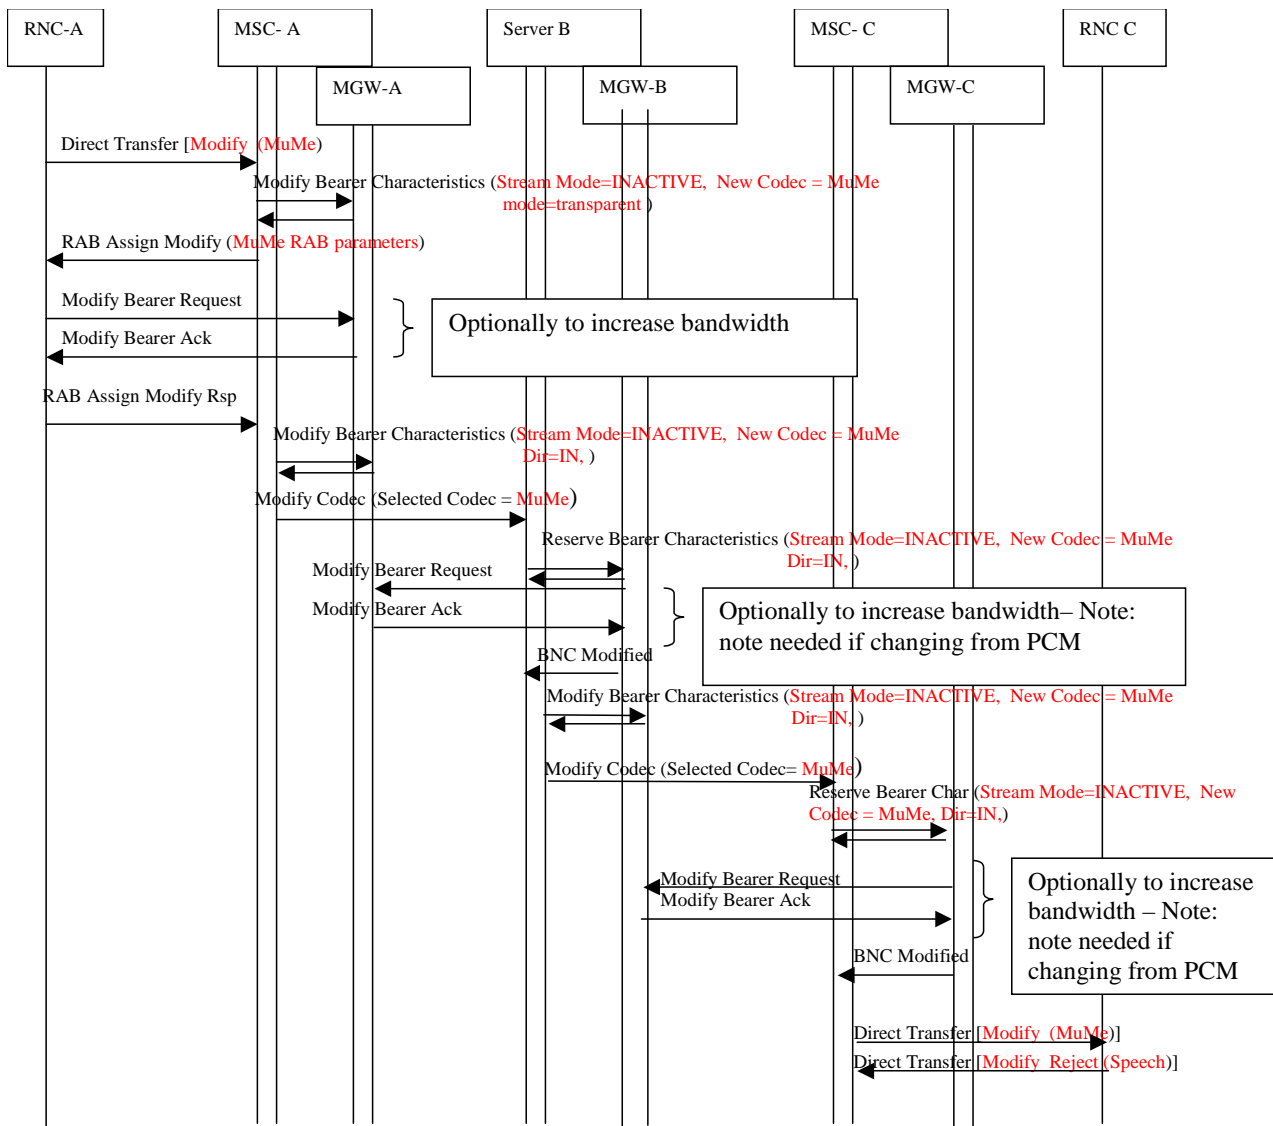 RNC-A
MSC- A
Server B
MSC- C
RNC C
MGW-A
MGW-B
MGW-C
Direct Transfer [Modify (MuMe)
Modify Bearer Characteristics (Stream Mode=INACTIVE, New Codec = MuMe
mode=transparent )
RAB Assign Modify (MuMe RAB parameters)
Modify Bearer Request
Optionally to increase bandwidth
Modify Bearer Ack
RAB Assign Modify Rsp
Modify Bearer Characteristics (Stream Mode=INACTIVE, New Codec = MuMe
Dir=IN, )
Modify Codec (Selected Codec = MuMe)
Reserve Bearer Characteristics (Stream Mode=INACTIVE, New Codec = MuMe
Dir=IN, )
Modify Bearer Request
Modify Bearer Ack
Optionally to increase bandwidth– Note:
note needed if changing from PCM
BNC Modified
Modify Bearer Characteristics (Stream Mode=INACTIVE, New Codec = MuMe
Dir=IN, )
Modify Codec (Selected Codec= MuMe)
Reserve Bearer Char (Stream Mode=INACTIVE, New
Codec = MuMe, Dir=IN,)
Modify Bearer Request
Modify Bearer Ack
Optionally to increase
bandwidth – Note:
note needed if
changing from PCM
BNC Modified
Direct Transfer [Modify (MuMe)]
Direct Transfer [Modify Reject (Speech)]